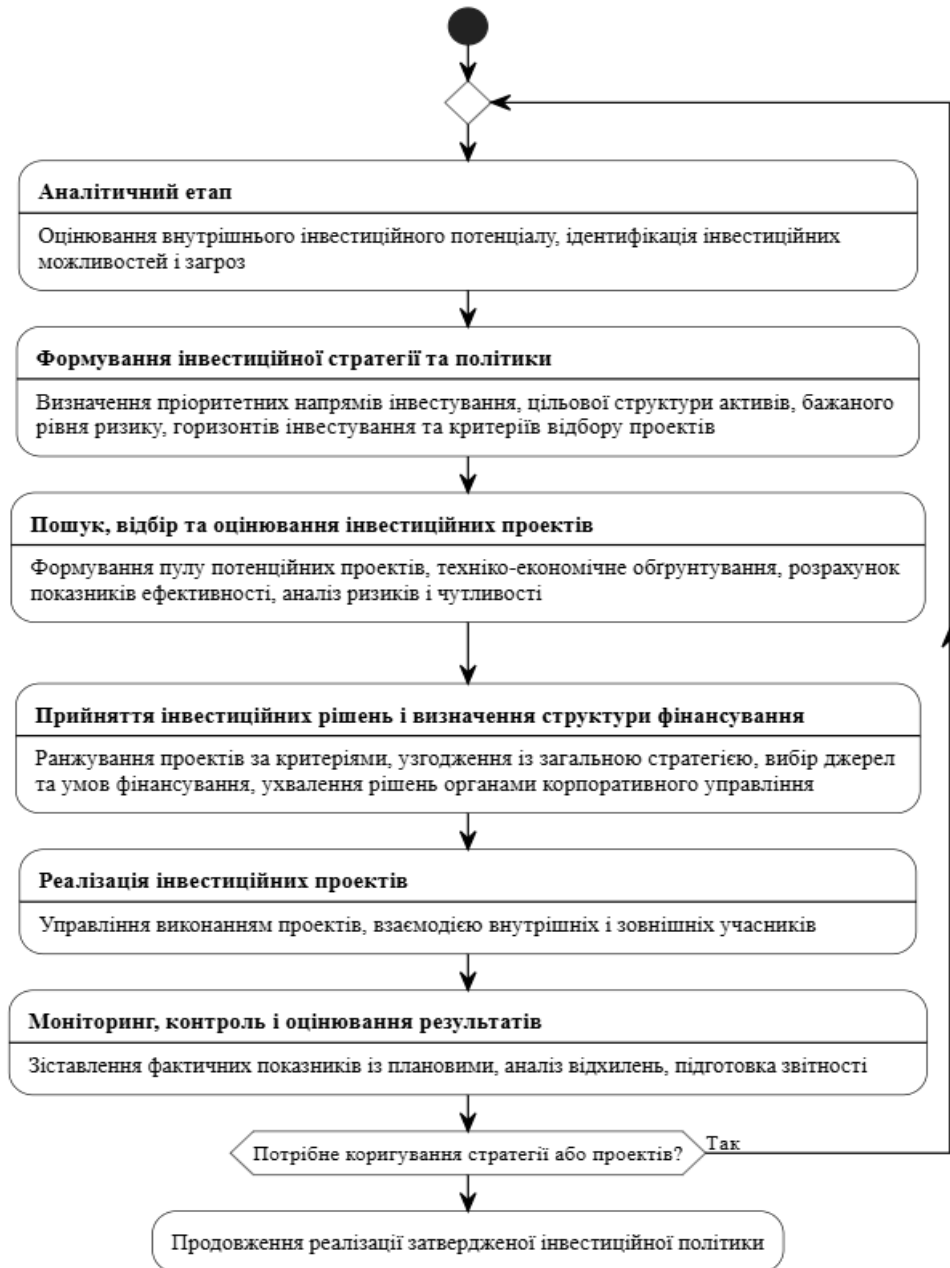 Аналітичний етап
Оцінювання внутрішнього інвестиційного потенціалу, ідентифікація інвестиційних
можливостей і загроз
Формування інвестиційної стратегії та політики
Визначення пріоритетних напрямів інвестування, цільової структури активів, бажаного
рівня ризику, горизонтів інвестування та критеріїв відбору проектів
Пошук, відбір та оцінювання інвестиційних проектів
Формування пулу потенційних проектів, техніко-економічне обґрунтування, розрахунок
показників ефективності, аналіз ризиків і чутливості
Прийняття інвестиційних рішень і визначення структури фінансування
Ранжування проектів за критеріями, узгодження із загальною стратегією, вибір джерел
та умов фінансування, ухвалення рішень органами корпоративного управління
Реалізація інвестиційних проектів
Управління виконанням проектів, взаємодією внутрішніх і зовнішніх учасників
Моніторинг, контроль і оцінювання результатів
Зіставлення фактичних показників із плановими, аналіз відхилень, підготовка звітності
Потрібне коригування стратегії або проектів?
Так
Продовження реалізації затвердженої інвестиційної політики